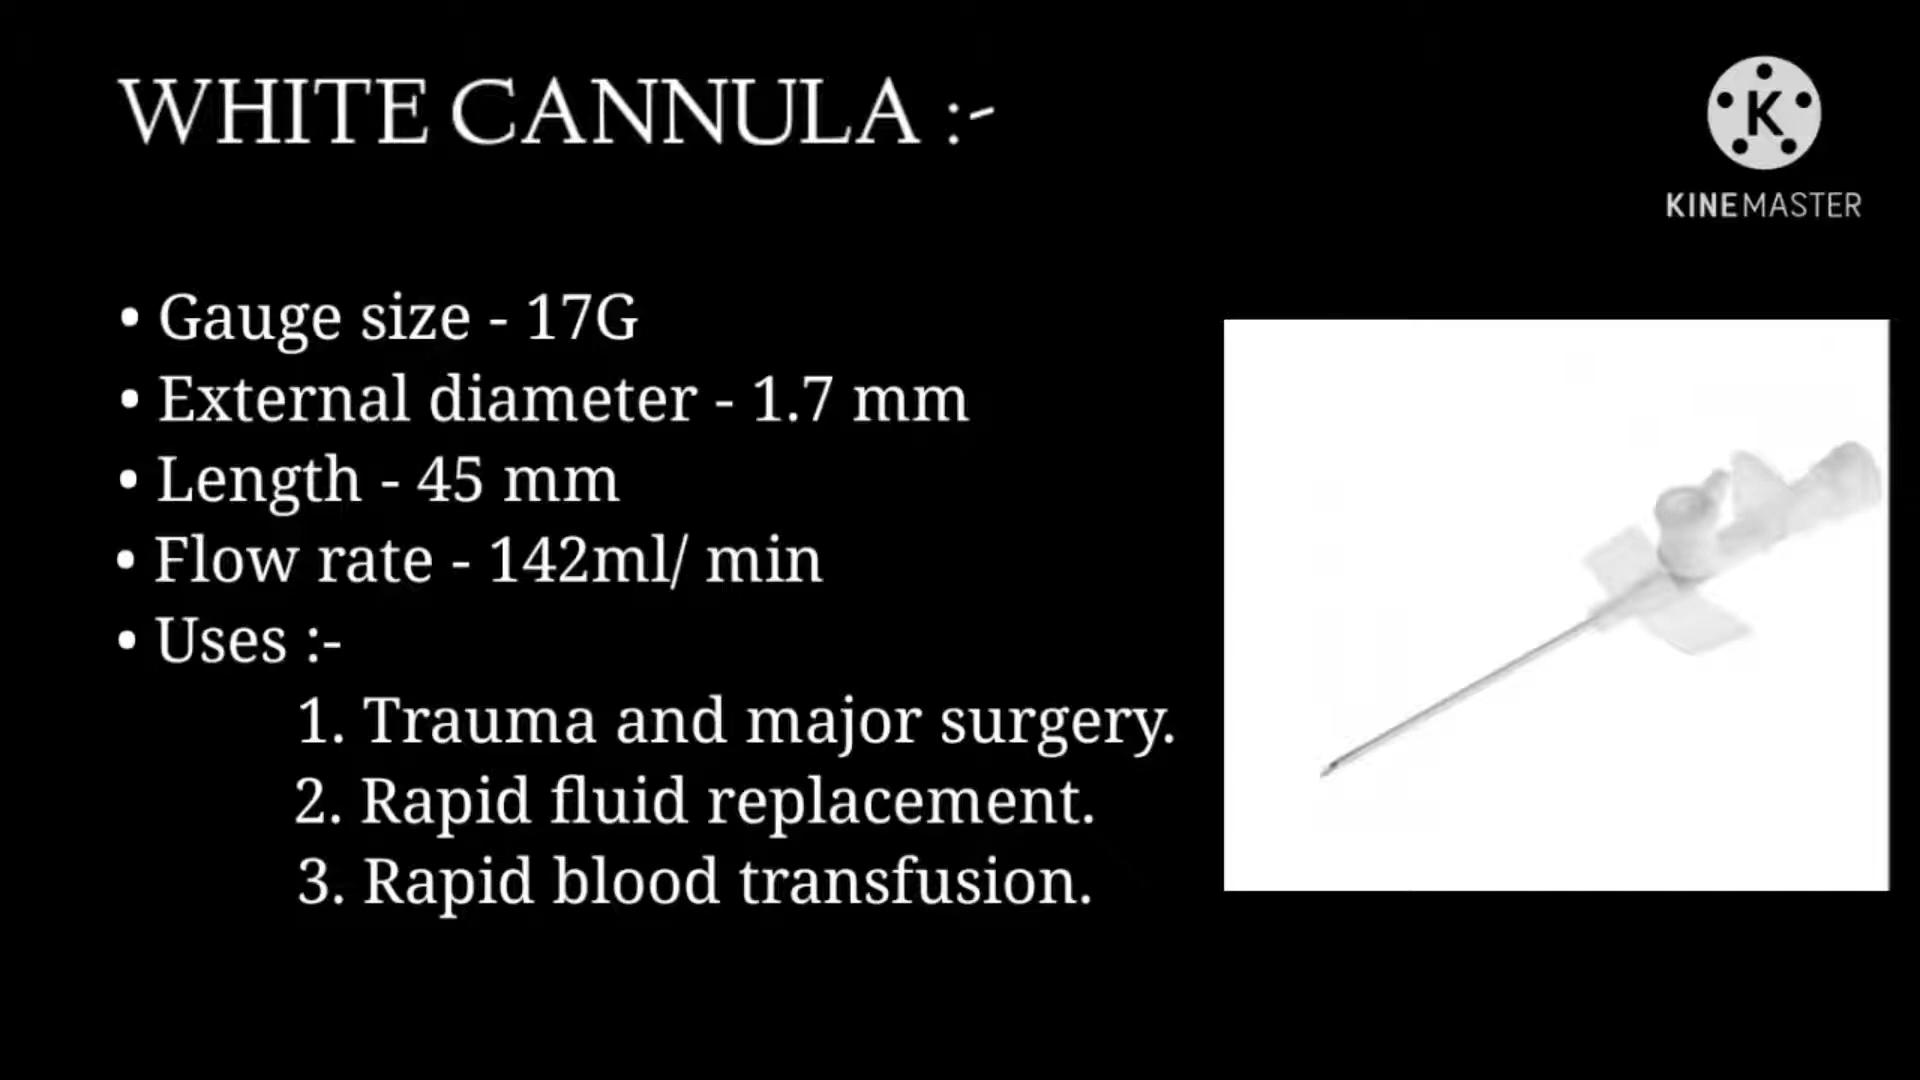 WHITE CANNULA :-
K
KINEMASTER
• Gauge size - 17G
• External diameter - 1.7 mm
• Length - 45 mm
• Flow rate - 142ml/ min
• Uses :-
1. Trauma and major surgery.
2. Rapid fluid replacement.
3. Rapid blood transfusion.